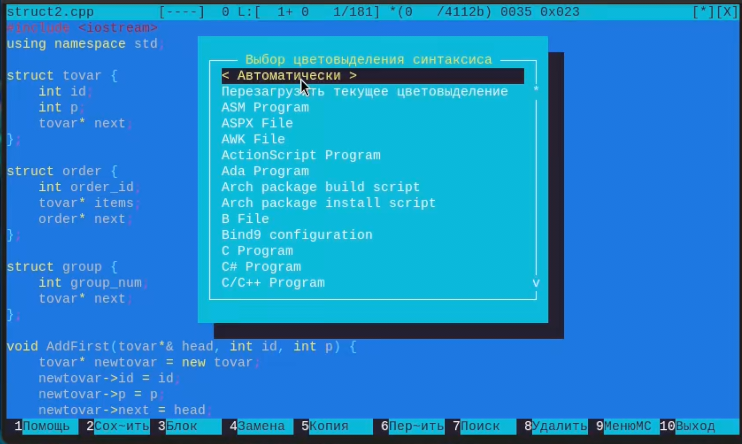 struct2.cpp [----] 0 L:[ 1+ 0 1/181] *(0 /4112b) 0035 0x023 [*][X]
#include <iostream>
using namespace std;
struct tovar {
int id;
int p;
tovar* next;
};
struct order {
int order_id;
tovar* items;
order* next;
};
struct group {
int group_num;
tovar* next;
};
void AddFirst(tovar*& head, int id, int p) {
tovar* newtovar = new tovar;
newtovar->id = id;
newtovar->p = p;
newtovar->next = head;
Выбор цветовыделения синтаксиса
< Автоматически >
Перезагрузить текущее цветовыделение
ASM Program
ASPX File
AWK File
ActionScript Program
Ada Program
Arch package build script
Arch package install script
B File
Bind9 configuration
C Program
C# Program
C/C++ Program
1Помощь 2Сох~ить 3Блок 4Замена 5Копия 6Пер~ить 7Поиск 8Удалить 9МенюMC 10Выход